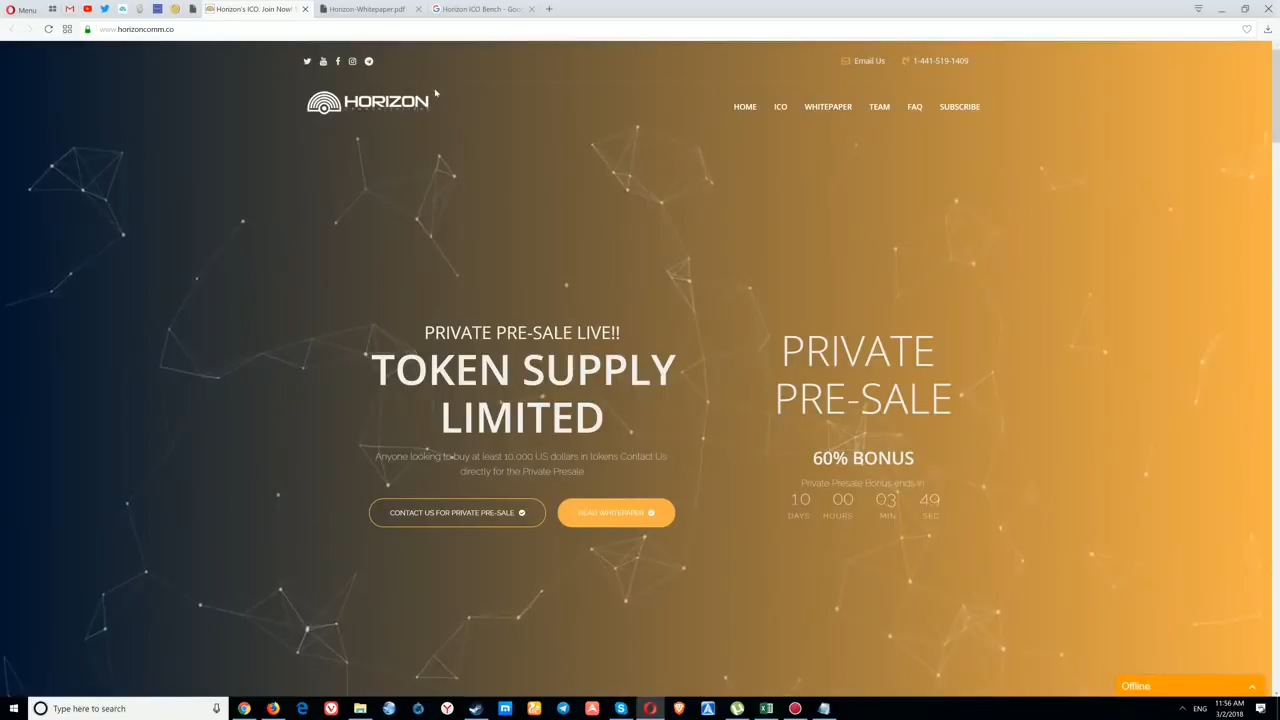 Menu
Horizon's ICO. Join Now!
Horizon-Whitepaper.pdf
Horizon ICO Bench - Goo
www.horizoncomm.co
Email Us
1-441-519-1409
HORIZON
HOME
ICO
WHITEPAPER
TEAM
FAQ
SUBSCRIBE
PRIVATE PRE-SALE LIVE!!
TOKEN SUPPLY
LIMITED
Anyone looking to buy at least 10,000 US dollars in tokens Contact Us
directly for the Private Presale
CONTACT US FOR PRIVATE PRE-SALE
READ WHITEPAPER
PRIVATE
PRE-SALE
60% BONUS
Private Presale Bonus ends in
10 00 03 49
DAYS HOURS MIN SEC
Offline
Type here to search
ENG
11:56 AM
3/2/2018